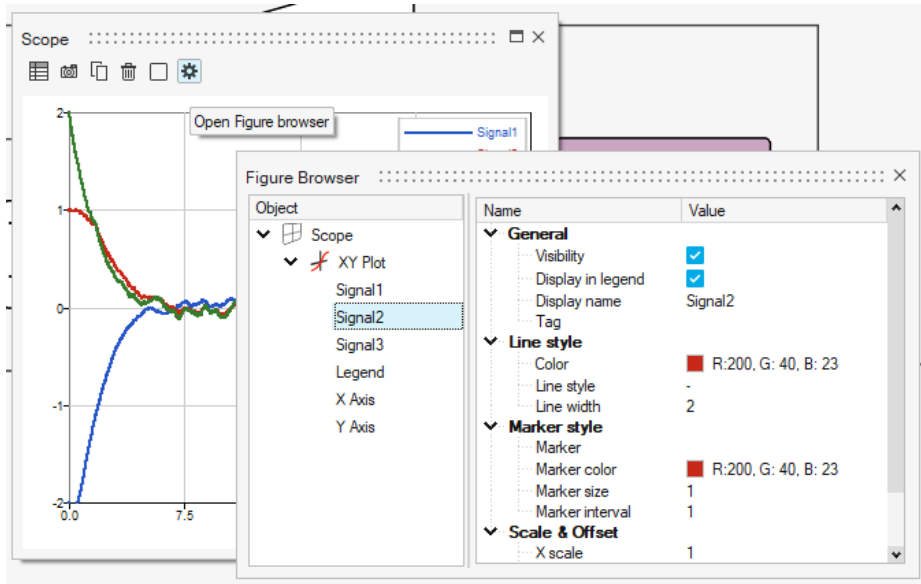 Scope
Open Figure browser
2
1
0
-1
-2
0.0
7.5
Signal1
Figure Browser
Object
Scope
XY Plot
Signal1
Signal2
Signal3
Legend
X Axis
Y Axis
Name Value
General
Visibility
Display in legend
Display name Signal2
Tag
Line style
Color R:200, G: 40, B: 23
Line style -
Line width 2
Marker style
Marker
Marker color R:200, G: 40, B: 23
Marker size 1
Marker interval 1
Scale & Offset
X scale 1